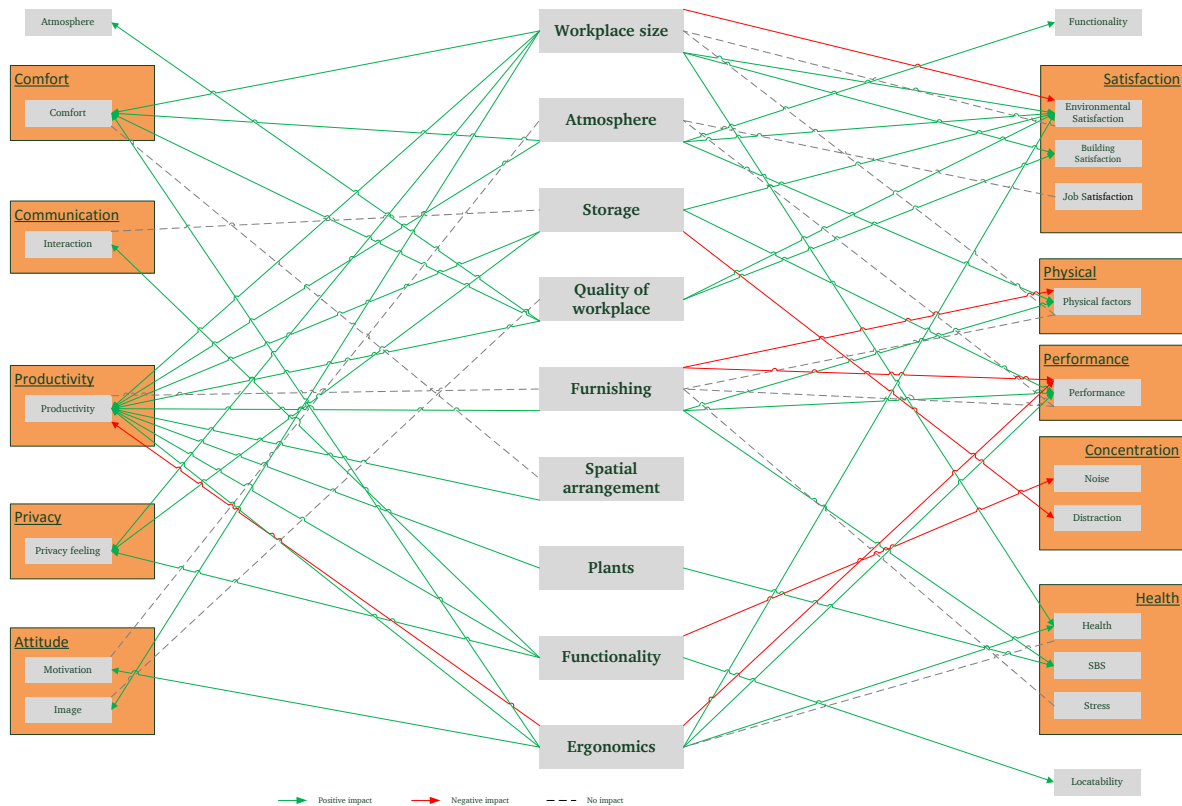 Atmosphere
Comfort
Comfort
Communication
Interaction
Productivity
Productivity
Privacy
Privacy feeling
Attitude
Motivation
Image
Workplace size
Atmosphere
Storage
Quality of
workplace
Furnishing
Spatial
arrangement
Plants
Functionality
Ergonomics
Functionality
Satisfaction
Environmental
Satisfaction
Building
Satisfaction
Job Satisfaction
Physical
Physical factors
Performance
Performance
Concentration
Noise
Distraction
Health
Health
SBS
Stress
Locatability
Positive impact
Negative impact
No impact